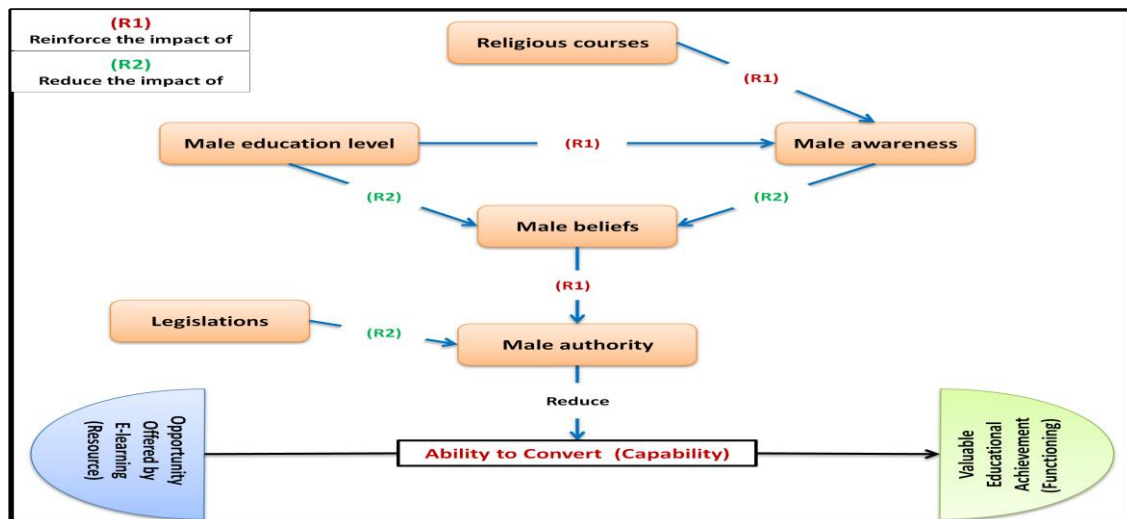 (R1)
Reinforce the impact of
(R2)
Reduce the impact of
Religious courses
(R1)
Male education level
(R1)
Male awareness
(R2)
(R2)
Male beliefs
(R1)
Legislations
(R2)
Male authority
Reduce
Opportunity
Offered by
E-learning
(Resource)
Ability to Convert (Capability)
Valuable
Educational
Achievement
(Functioning)